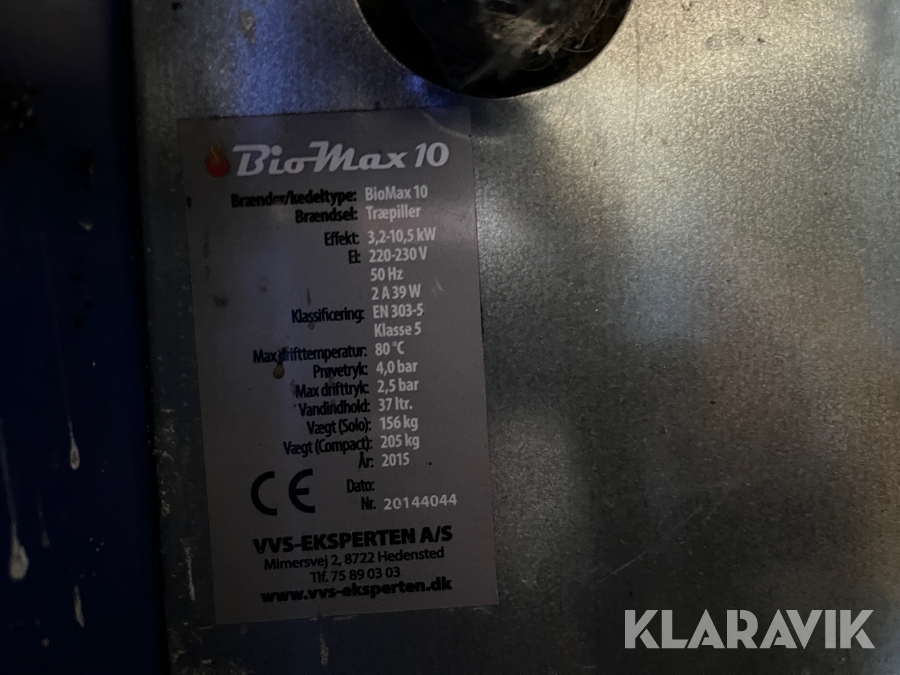 BioMax 10
Brænder/kedeltype: BioMax 10
Brændsel: Træpiller
Effekt: 3,2-10,5 kW
El: 220-230 V
50 Hz
2 A 39 W
Klassificering: EN 303-5
Klasse 5
Max drifttemperatur: 80 °C
Prøvetryk: 4,0 bar
Max drifttryk: 2,5 bar
Vandindhold: 37 ltr.
Vægt (Solo): 156 kg
Vægt (Compact): 205 kg
År: 2015
CE
Dato:
Nr. 20144044
VVS-EKSPERTEN A/S
Mimersvej 2, 8722 Hedensted
Tlf. 75 89 03 03
www.vvs-eksperten.dk
KLARAVIK